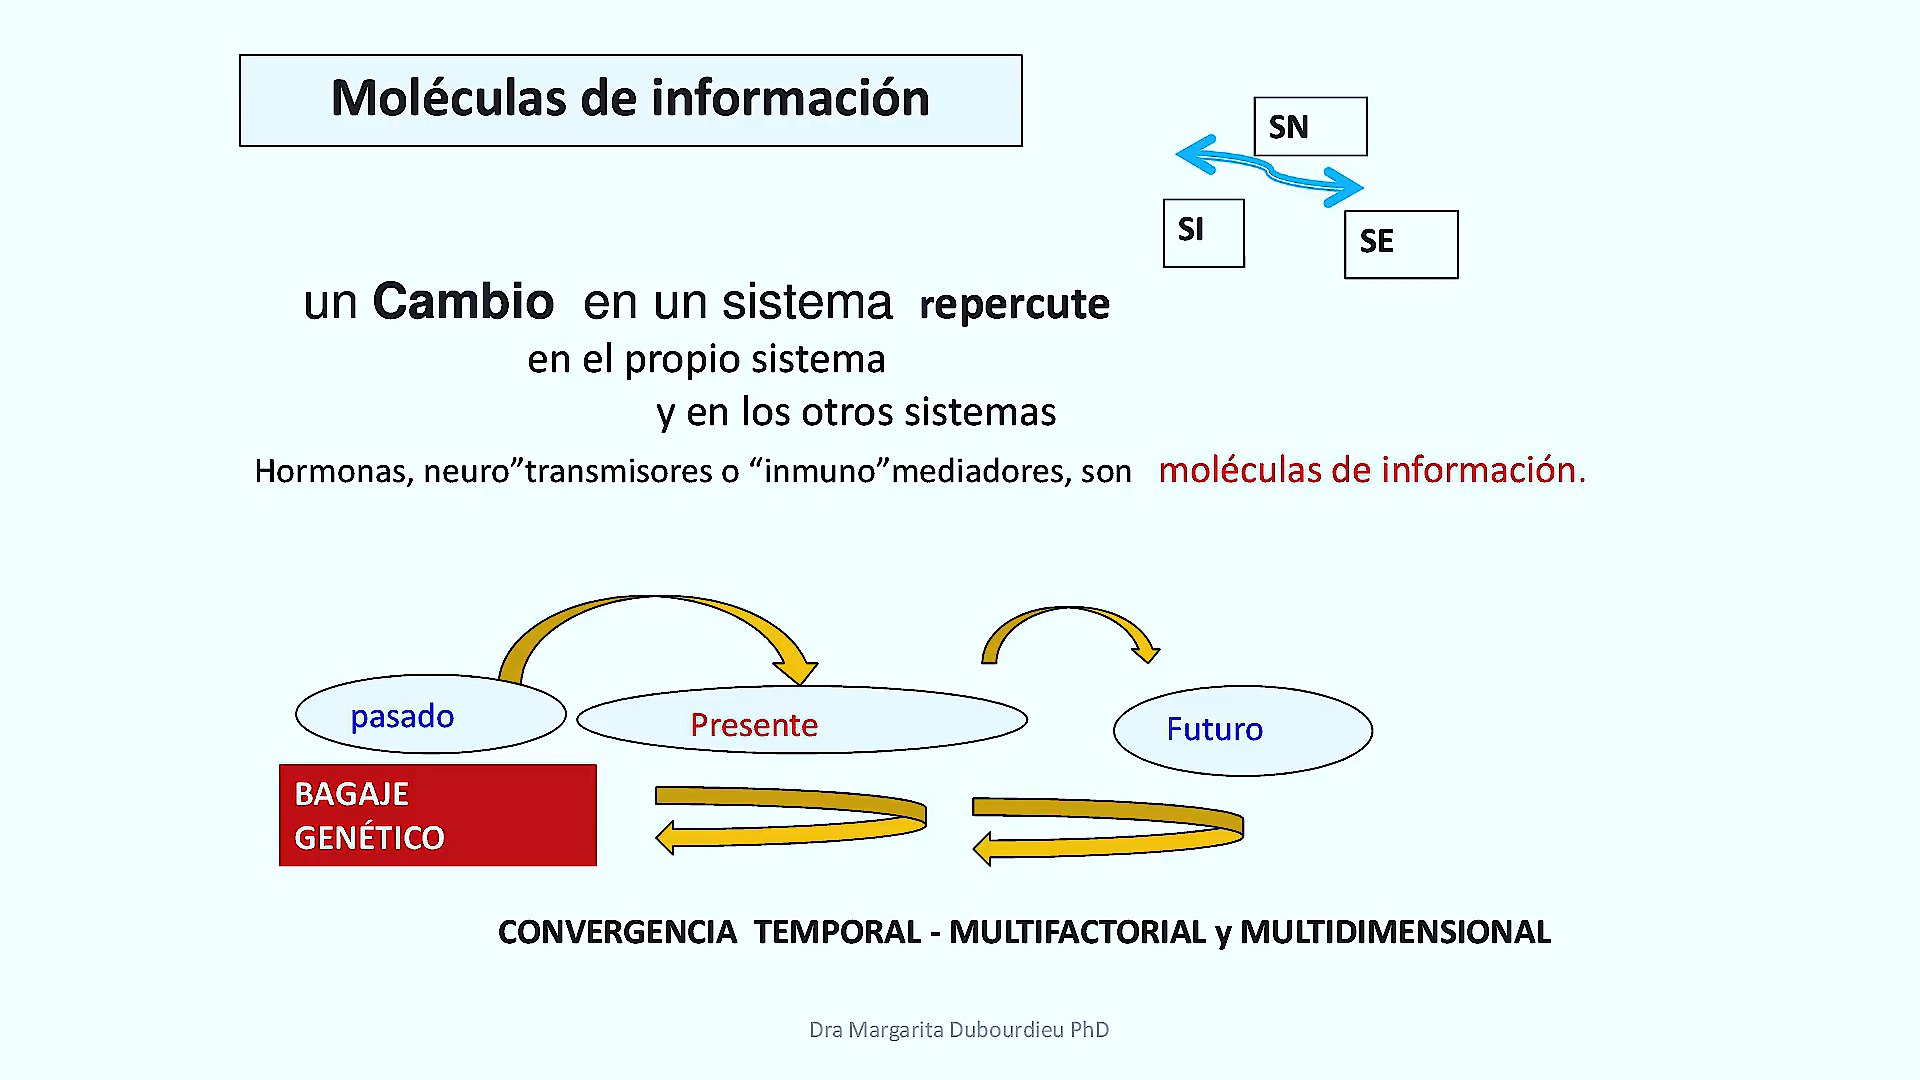 Moléculas de información
SN
SI
SE
un Cambio en un sistema repercute
en el propio sistema
y en los otros sistemas
Hormonas, neuro”transmisores o “inmuno”mediadores, son moléculas de información.
pasado
Presente
Futuro
BAGAJE
GENÉTICO
CONVERGENCIA TEMPORAL - MULTIFACTORIAL y MULTIDIMENSIONAL
Dra Margarita Dubourdieu PhD